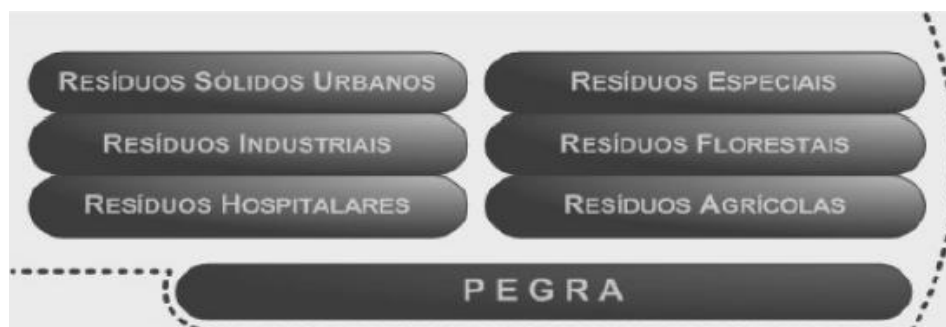 RESÍDUOS SÓLIDOS URBANOS
RESÍDUOS ESPECIAIS
RESÍDUOS INDUSTRIAIS
RESÍDUOS FLORESTAIS
RESÍDUOS HOSPITALARES
RESÍDUOS AGRÍCOLAS
PEGRA